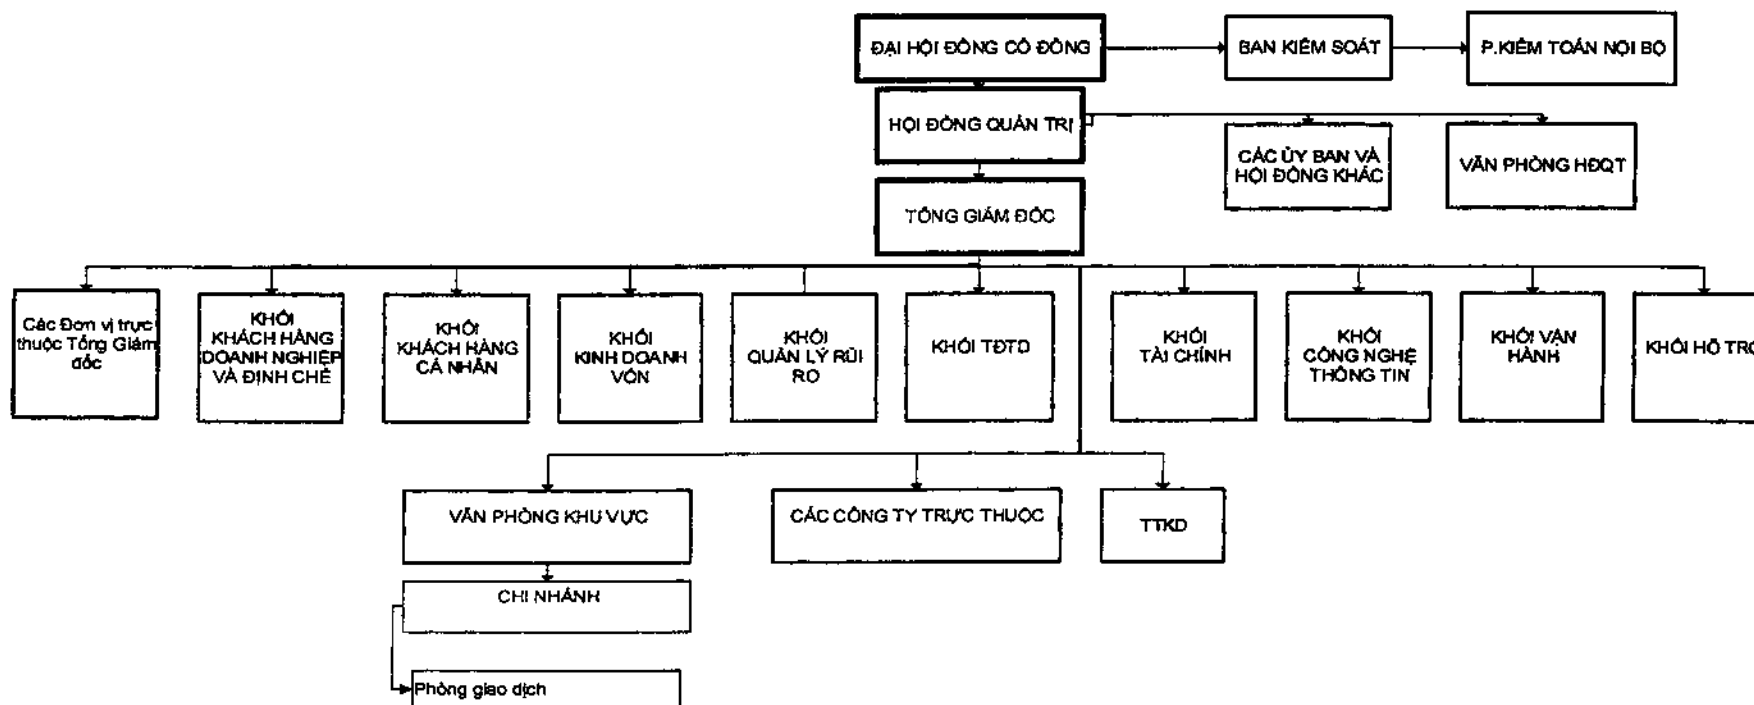 ĐẠI HỘI ĐỒNG CỔ ĐÔNG
BAN KIỂM SOÁT
P.KIỂM TOÁN NỘI BỘ
HỘI ĐỒNG QUẢN TRỊ
CÁC ỦY BAN VÀ
HỘI ĐỒNG KHÁC
VĂN PHÒNG HĐQT
TỔNG GIÁM ĐỐC
Các Đơn vị trực
thuộc Tổng Giám
đốc
KHỐI
KHÁCH HÀNG
DOANH NGHIỆP
VÀ ĐỊNH CHẾ
KHỐI
KHÁCH HÀNG
CÁ NHÂN
KHỐI
KINH DOANH
VỐN
KHỐI
QUẢN LÝ RỦI
RO
KHỐI TĐTD
KHỐI
TÀI CHÍNH
KHỐI
CÔNG NGHỆ
THÔNG TIN
KHỐI VẬN
HÀNH
KHỐI HỖ TRỢ
VĂN PHÒNG KHU VỰC
CÁC CÔNG TY TRỰC THUỘC
TTKD
CHI NHÁNH
Phòng giao dịch